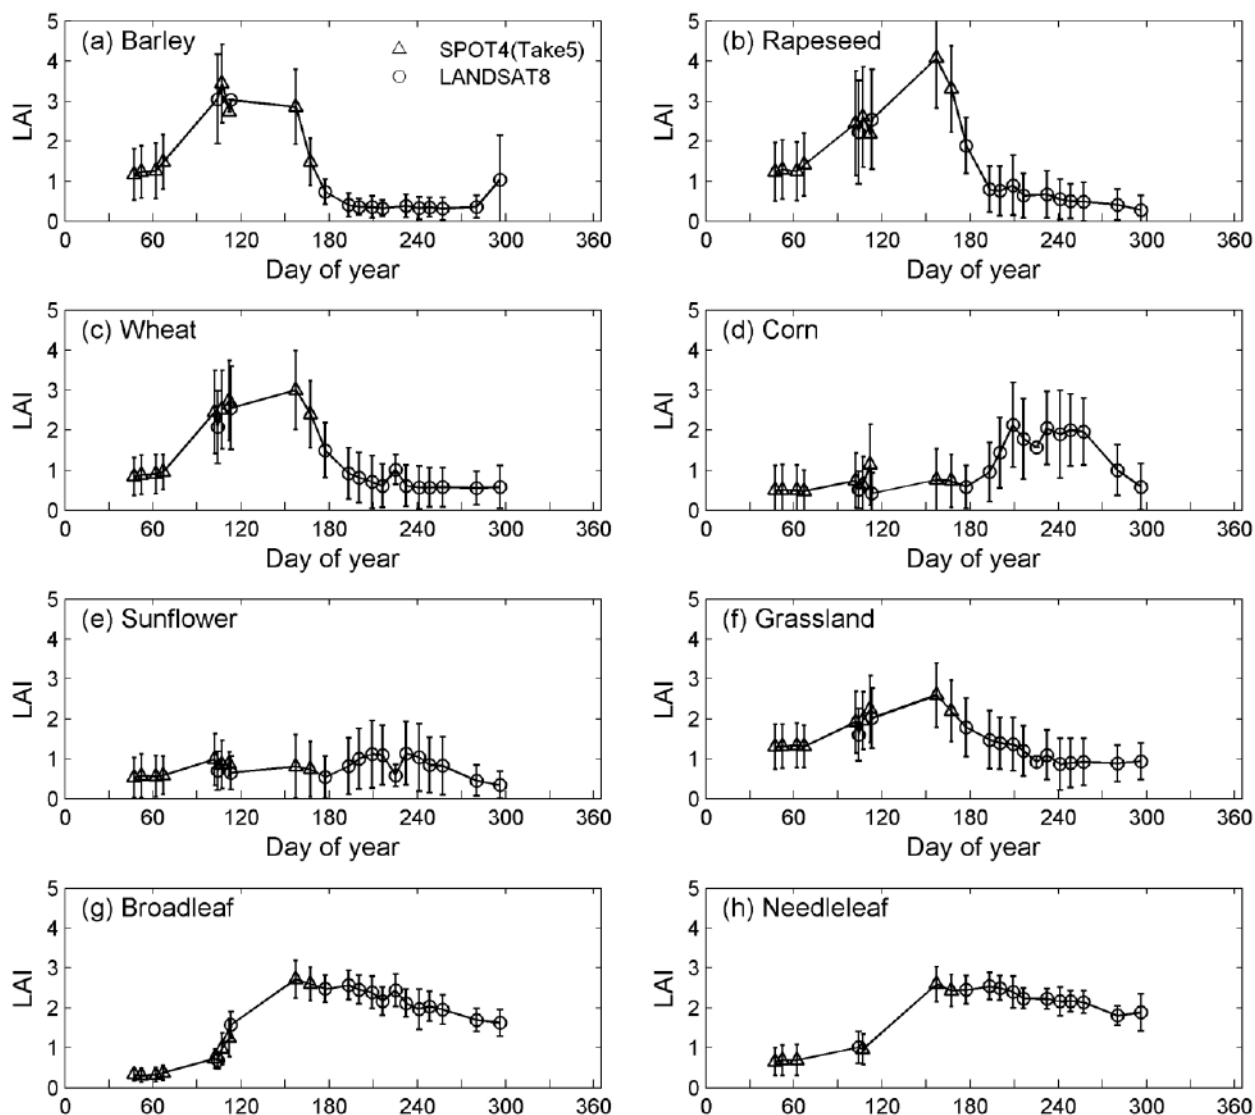 (a) Barley
SPOT4(Take5)
LANDSAT8
LAI
5
4
3
2
1
0
0 60 120 180 240 300 360
Day of year
(b) Rapeseed
LAI
5
4
3
2
1
0
0 60 120 180 240 300 360
Day of year
(c) Wheat
LAI
5
4
3
2
1
0
0 60 120 180 240 300 360
Day of year
(d) Corn
LAI
5
4
3
2
1
0
0 60 120 180 240 300 360
Day of year
(e) Sunflower
LAI
5
4
3
2
1
0
0 60 120 180 240 300 360
Day of year
(f) Grassland
LAI
5
4
3
2
1
0
0 60 120 180 240 300 360
Day of year
(g) Broadleaf
LAI
5
4
3
2
1
0
0 60 120 180 240 300 360
(h) Needleleaf
LAI
5
4
3
2
1
0
0 60 120 180 240 300 360